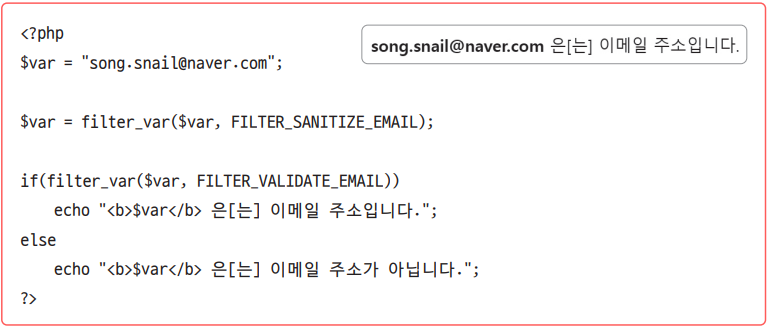 <?php
$var = "song.snail@naver.com";
$var = filter_var($var, FILTER_SANITIZE_EMAIL);
if(filter_var($var, FILTER_VALIDATE_EMAIL))
    echo "<b>$var</b> 은[는] 이메일 주소입니다.";
else
    echo "<b>$var</b> 은[는] 이메일 주소가 아닙니다.";
?>
song.snail@naver.com 은[는] 이메일 주소입니다.